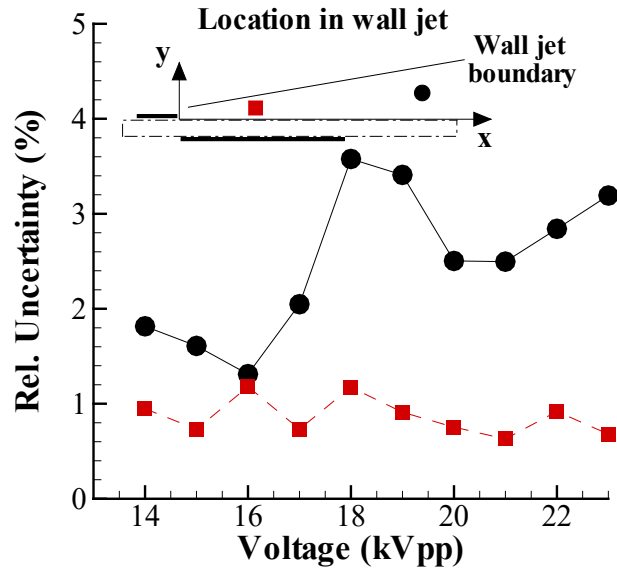 Location in wall jet
Wall jet
boundary
y
x
Rel. Uncertainty (%)
5
4
3
2
1
0
14 16 18 20 22
Voltage (kVpp)